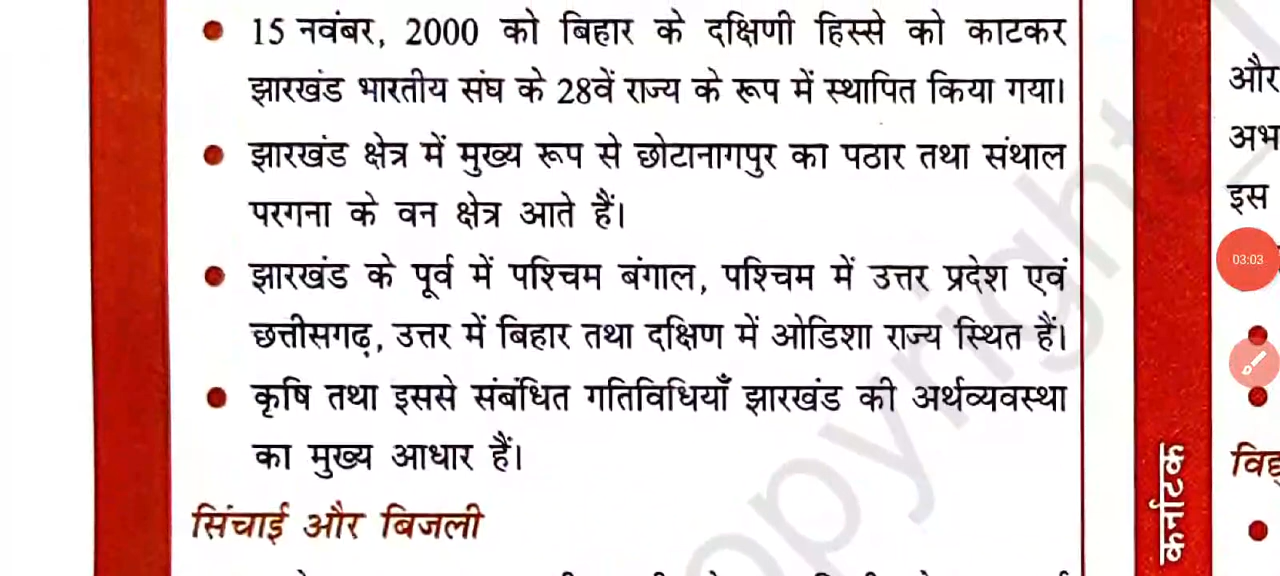 15 नवंबर, 2000 को बिहार के दक्षिणी हिस्से को काटकर
झारखंड भारतीय संघ के 28वें राज्य के रूप में स्थापित किया गया।
झारखंड क्षेत्र में मुख्य रूप से छोटानागपुर का पठार तथा संथाल
परगना के वन क्षेत्र आते हैं।
झारखंड के पूर्व में पश्चिम बंगाल, पश्चिम में उत्तर प्रदेश एवं
छत्तीसगढ़, उत्तर में बिहार तथा दक्षिण में ओडिशा राज्य स्थित हैं।
कृषि तथा इससे संबंधित गतिविधियाँ झारखंड की अर्थव्यवस्था
का मुख्य आधार हैं।
सिंचाई और बिजली
कर्नाटक
और
इस
03:03